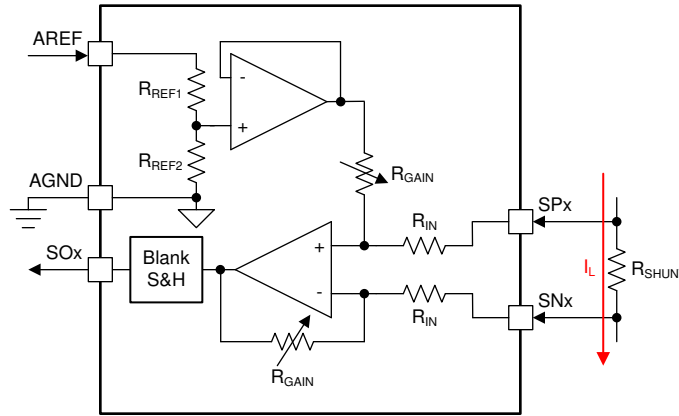 AREF
RREF1
-
+
RREF2
RGAIN
AGND
SPx
RIN
+
SOx
Blank
S&H
IL
RSHUN
-
SNx
RIN
RGAIN